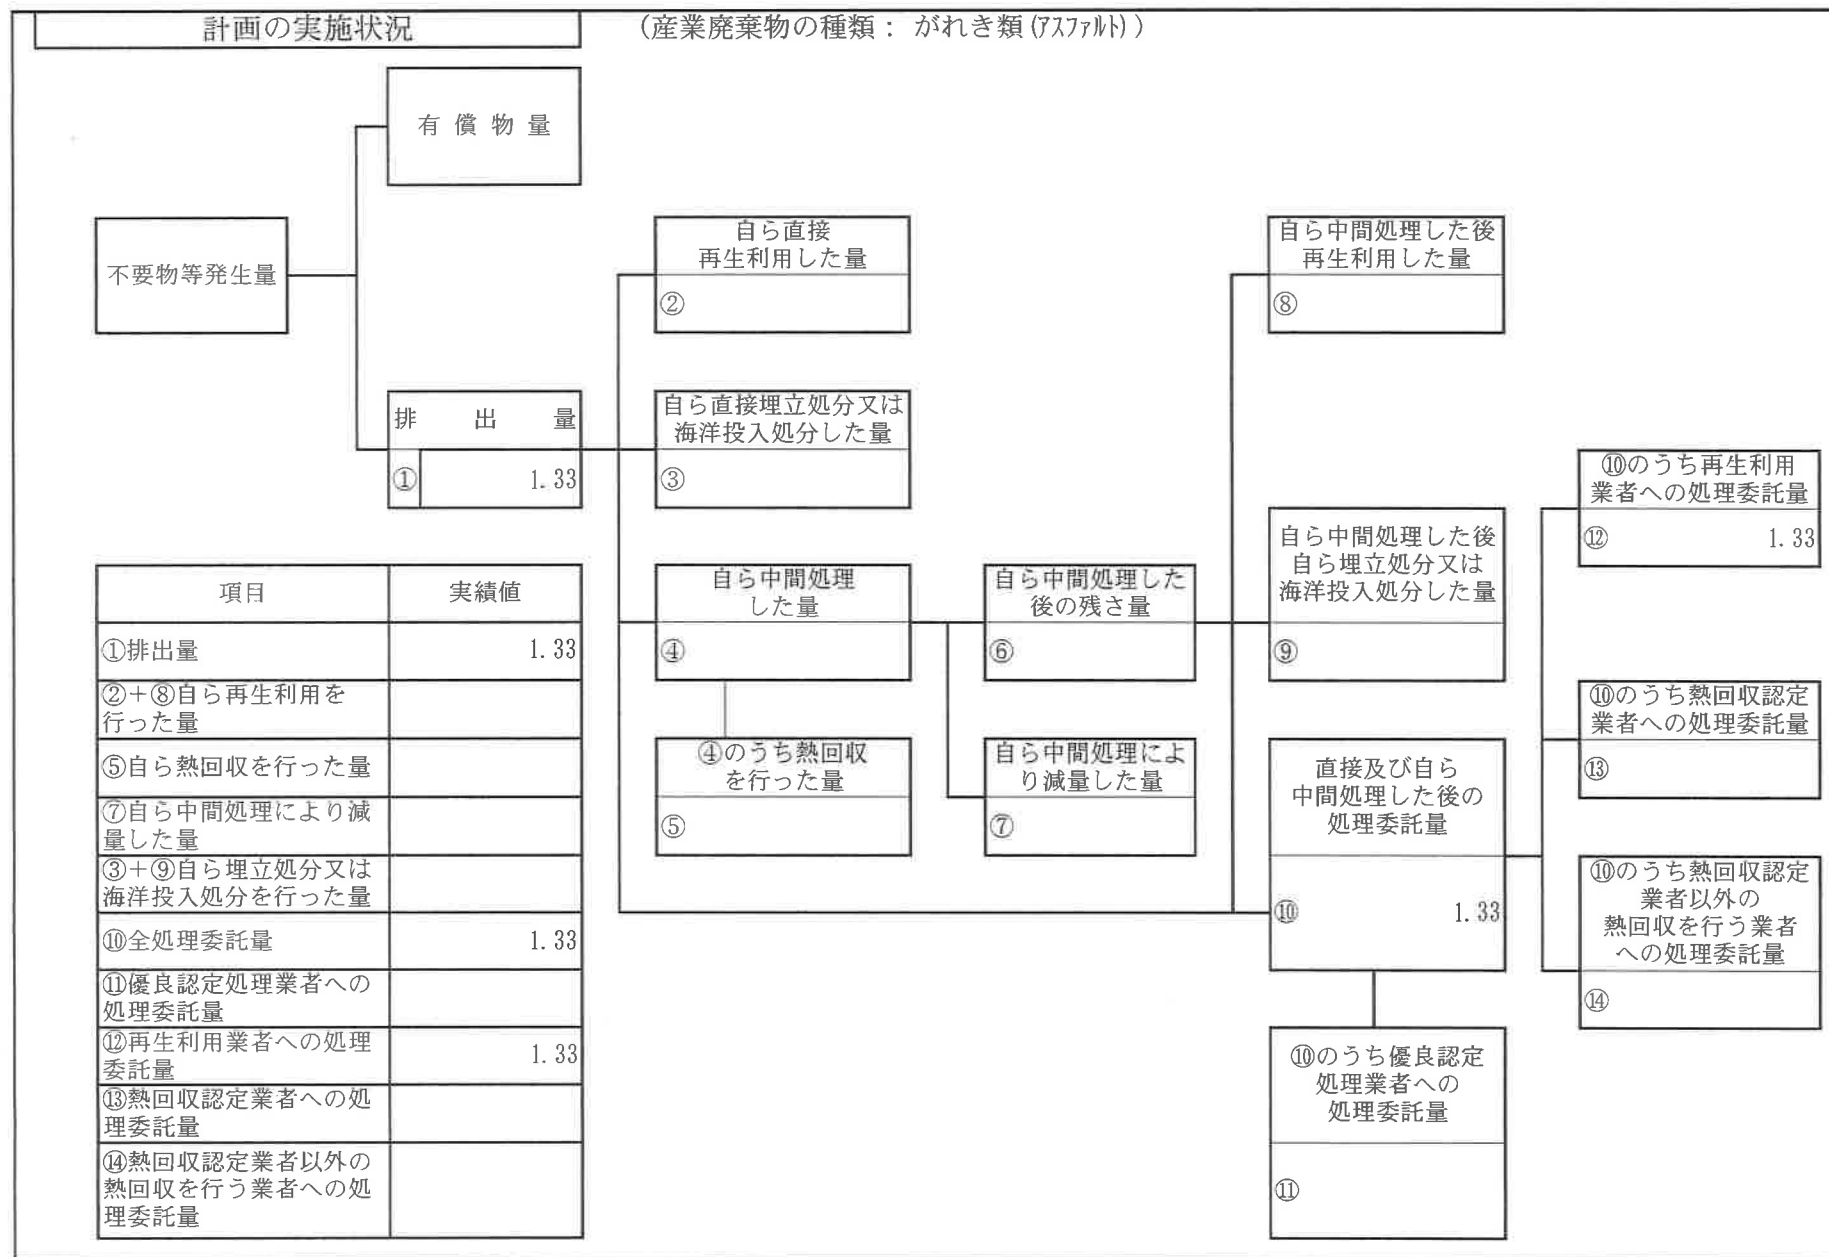 計画の実施状況
(産業廃棄物の種類: がれき類(ｱｽﾌｧﾙﾄ))
有償物量
不要物等発生量
排出量
① 1.33
自ら直接
再生利用した量
②
自ら直接埋立処分又は
海洋投入処分した量
③
自ら中間処理
した量
④
④のうち熱回収
を行った量
⑤
自ら中間処理した
後の残さ量
⑥
自ら中間処理によ
り減量した量
⑦
自ら中間処理した後
再生利用した量
⑧
自ら中間処理した後
自ら埋立処分又は
海洋投入処分した量
⑨
直接及び自ら
中間処理した後の
処理委託量
⑩ 1.33
⑩のうち優良認定
処理業者への
処理委託量
⑪
⑩のうち再生利用
業者への処理委託量
⑫ 1.33
⑩のうち熱回収認定
業者への処理委託量
⑬
⑩のうち熱回収認定
業者以外の
熱回収を行う業者
への処理委託量
⑭
項目 実績値
①排出量 1.33
②+⑧自ら再生利用を
行った量
⑤自ら熱回収を行った量
⑦自ら中間処理により減
量した量
③+⑨自ら埋立処分又は
海洋投入処分を行った量
⑩全処理委託量 1.33
⑪優良認定処理業者への
処理委託量
⑫再生利用業者への処理
委託量 1.33
⑬熱回収認定業者への処
理委託量
⑭熱回収認定業者以外の
熱回収を行う業者への処
理委託量